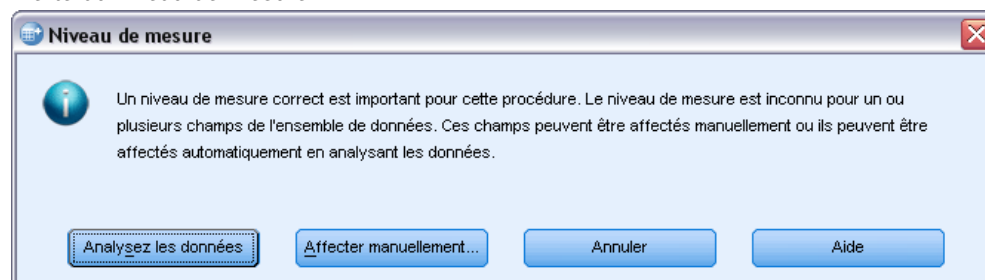 Niveau de mesure
Un niveau de mesure correct est important pour cette procédure. Le niveau de mesure est inconnu pour un ou
plusieurs champs de l'ensemble de données. Ces champs peuvent être affectés manuellement ou ils peuvent être
affectés automatiquement en analysant les données.
Analysez les données Affecter manuellement... Annuler Aide